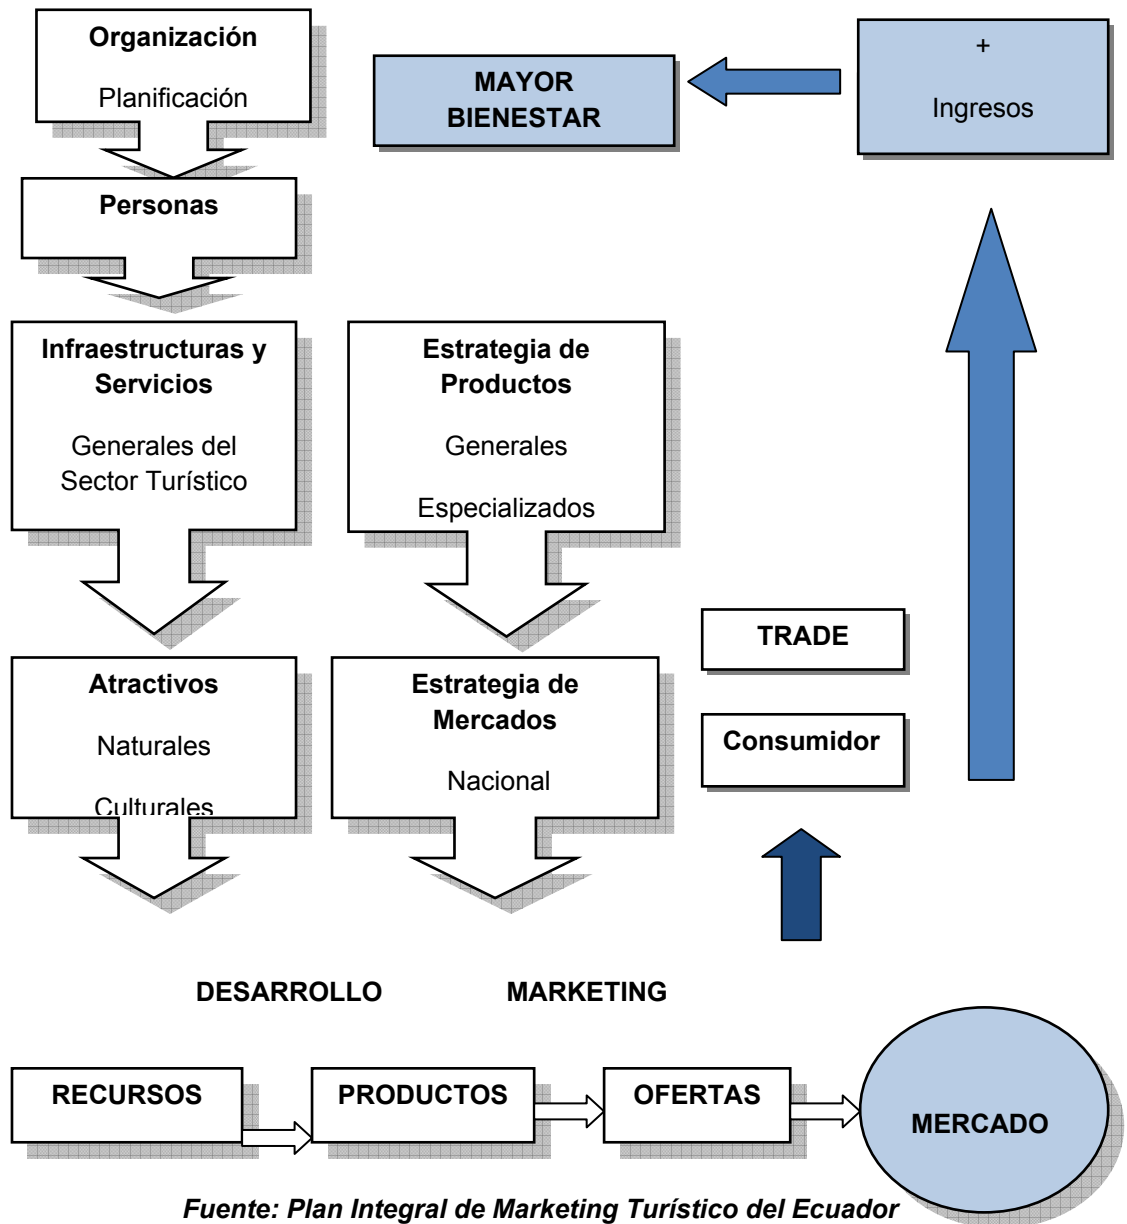 Organización
Planificación
MAYOR
BIENESTAR
+
Ingresos
Personas
Infraestructuras y
Servicios
Generales del
Sector Turístico
Estrategia de
Productos
Generales
Especializados
Atractivos
Naturales
Culturales
Estrategia de
Mercados
Nacional
TRADE
Consumidor
DESARROLLO
MARKETING
RECURSOS
PRODUCTOS
OFERTAS
MERCADO
Fuente: Plan Integral de Marketing Turístico del Ecuador